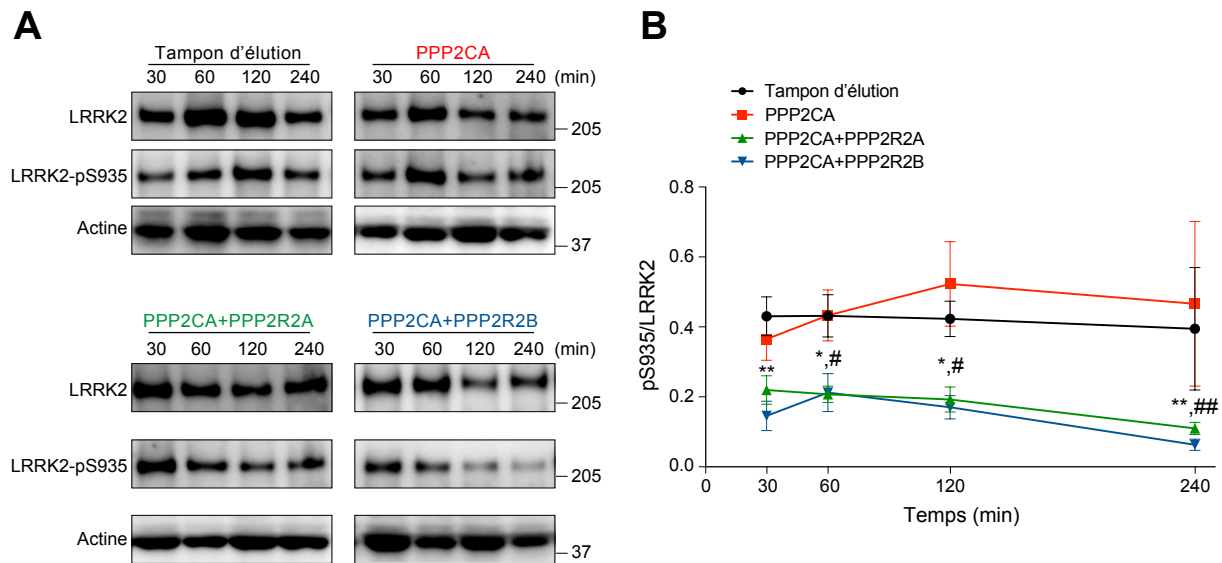 A
Tampon d'élution
PPP2CA
30 60 120 240
30 60 120 240 (min)
LRRK2
205
LRRK2-pS935
205
Actine
37
PPP2CA+PPP2R2A
PPP2CA+PPP2R2B
30 60 120 240
30 60 120 240 (min)
LRRK2
205
LRRK2-pS935
205
Actine
37
B
Tampon d'élution
PPP2CA
PPP2CA+PPP2R2A
PPP2CA+PPP2R2B
pS935/LRRK2
0.8
0.6
0.4
0.2
0.0
**
*,#
*,#
**,##
0 30 60 120 240
Temps (min)